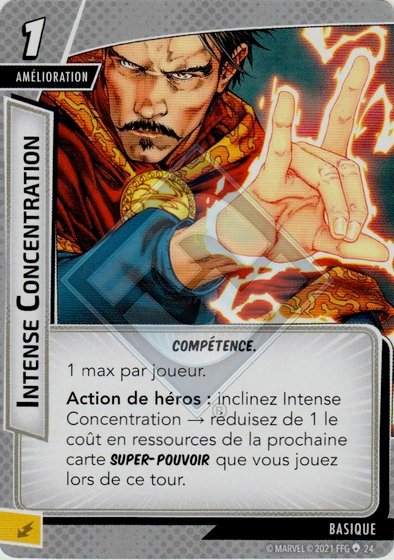 1
AMÉLIORATION
INTENSE CONCENTRATION
COMPÉTENCE.
1 max par joueur.
Action de héros : inclinez Intense
Concentration → réduisez de 1 le
coût en ressources de la prochaine
carte SUPER-POUVOIR que vous jouez
lors de ce tour.
®
BASIQUE
© MARVEL © 2021 FFG 24